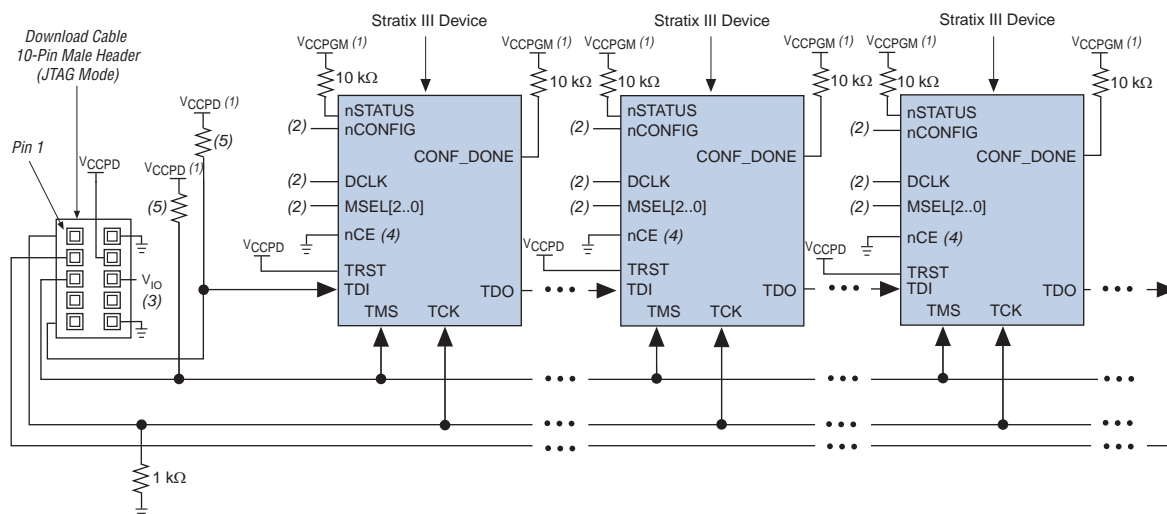 Download Cable
10-Pin Male Header
(JTAG Mode)
Pin 1
VCCPD
VCCPD (1)
(5)
VCCPD (1)
(5)
VIO
(3)
1 kΩ
Stratix III Device
VCCPGM (1)
10 kΩ
VCCPGM (1)
10 kΩ
nSTATUS
(2) nCONFIG
CONF_DONE
(2) DCLK
(2) MSEL[2..0]
nCE (4)
VCCPD
TRST
TDI
TDO
TMS TCK
Stratix III Device
VCCPGM (1)
10 kΩ
VCCPGM (1)
10 kΩ
nSTATUS
(2) nCONFIG
CONF_DONE
(2) DCLK
(2) MSEL[2..0]
nCE (4)
VCCPD
TRST
TDI
TDO
TMS TCK
Stratix III Device
VCCPGM (1)
10 kΩ
VCCPGM (1)
10 kΩ
nSTATUS
(2) nCONFIG
CONF_DONE
(2) DCLK
(2) MSEL[2..0]
nCE (4)
VCCPD
TRST
TDI
TDO
TMS TCK